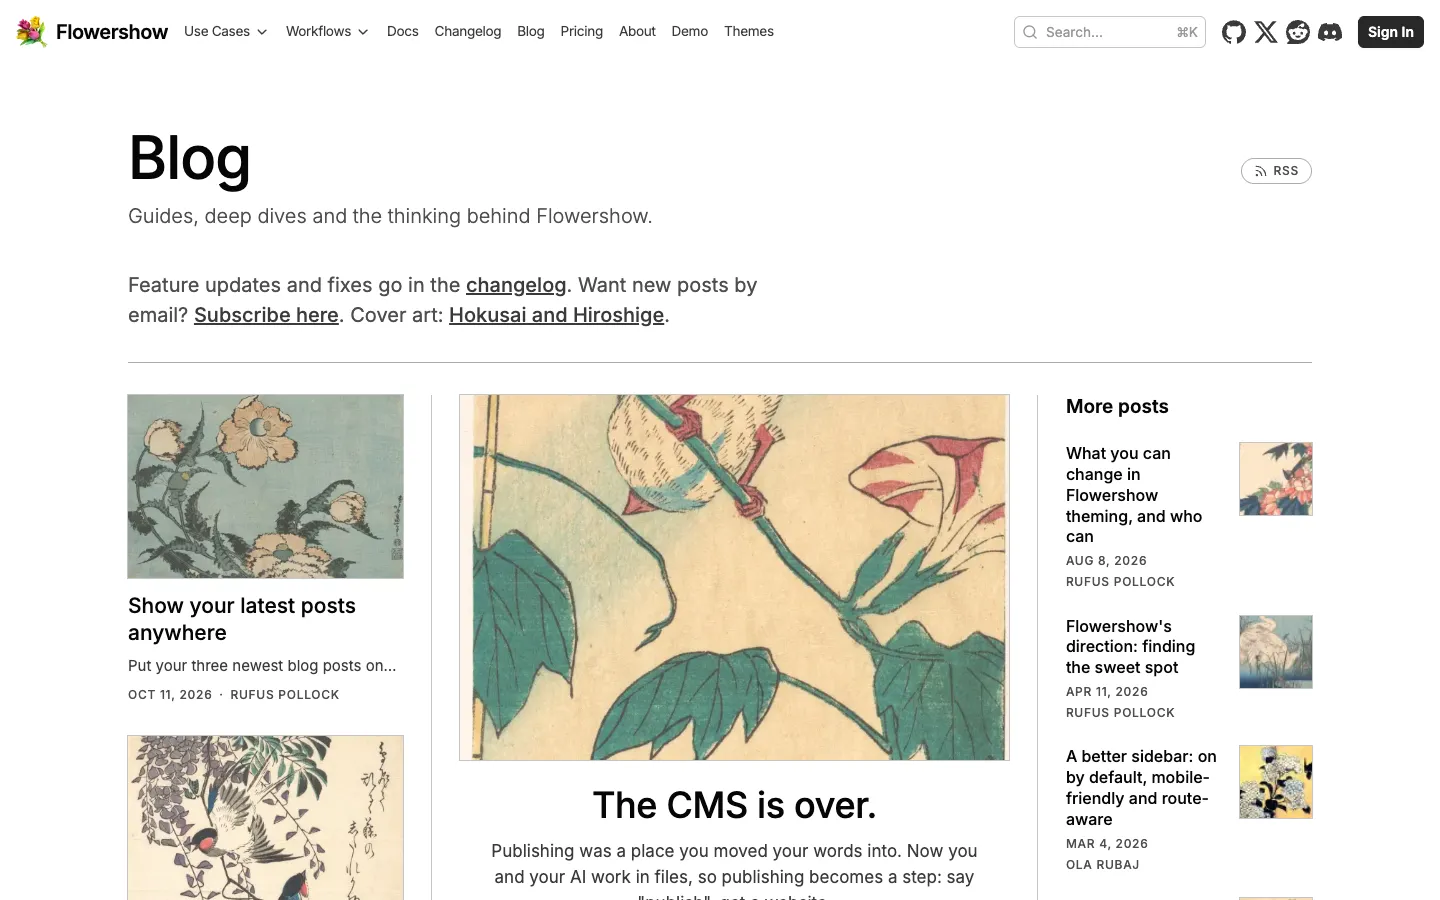 Flowershow
Use Cases
Workflows
Docs
Changelog
Blog
Pricing
About
Demo
Themes
Search...
⌘K
Sign In
Blog
RSS
Guides, deep dives and the thinking behind Flowershow.
Feature updates and fixes go in the changelog. Want new posts by
email? Subscribe here. Cover art: Hokusai and Hiroshige.
Show your latest posts
anywhere
Put your three newest blog posts on...
OCT 11, 2026 · RUFUS POLLOCK
The CMS is over.
Publishing was a place you moved your words into. Now you
and your AI work in files, so publishing becomes a step: say
"publish", get a website.
More posts
What you can
change in
Flowershow
theming, and who
can
AUG 8, 2026
RUFUS POLLOCK
Flowershow's
direction: finding
the sweet spot
APR 11, 2026
RUFUS POLLOCK
A better sidebar: on
by default, mobile-
friendly and route-
aware
MAR 4, 2026
OLA RUBAJ